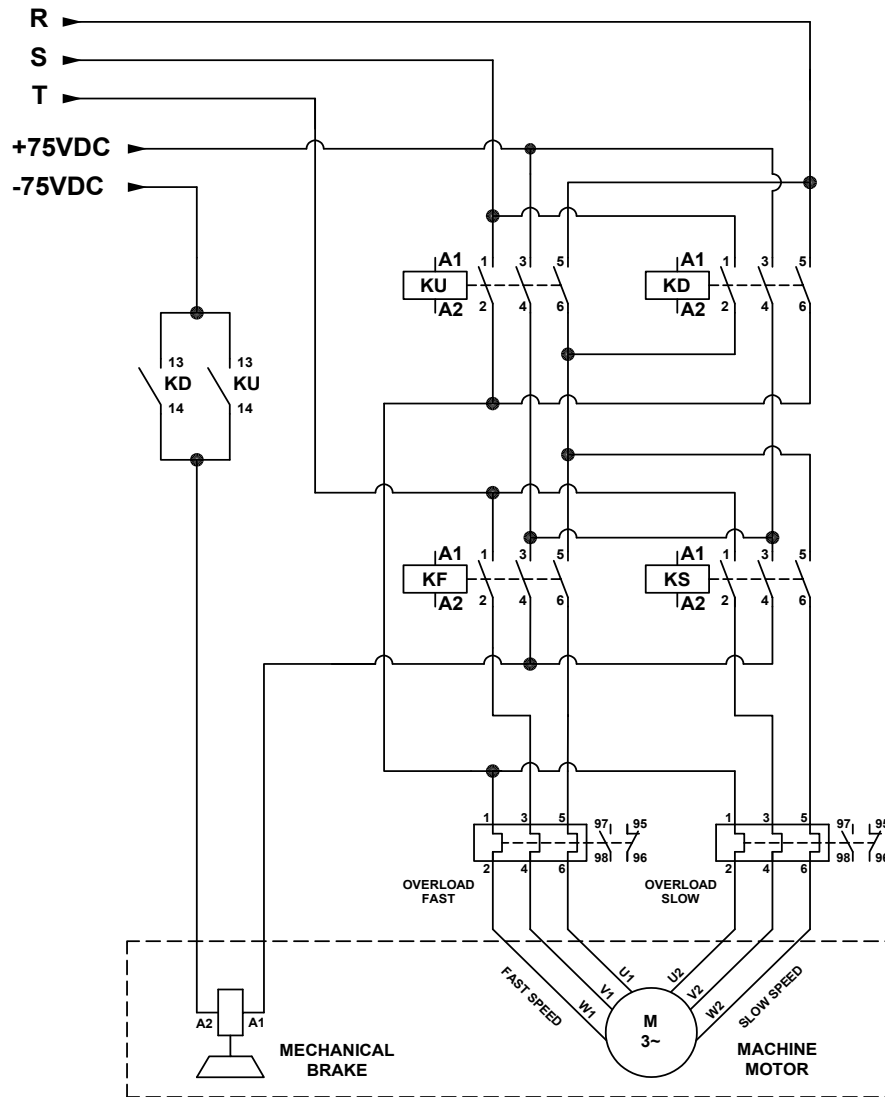 R
S
T
+75VDC
-75VDC
A1 1 3 5
KU
A2 2 4 6
A1 1 3 5
KD
A2 2 4 6
13 13
KD KU
14 14
A1 1 3 5
KF
A2 2 4 6
A1 1 3 5
KS
A2 2 4 6
1 3 5 97 95
2 4 6 98 96
OVERLOAD
FAST
1 3 5 97 95
2 4 6 98 96
OVERLOAD
SLOW
FAST SPEED
W1 V1 U1
U2 V2 W2
SLOW SPEED
M
3~
A2 A1
MECHANICAL
BRAKE
MACHINE
MOTOR